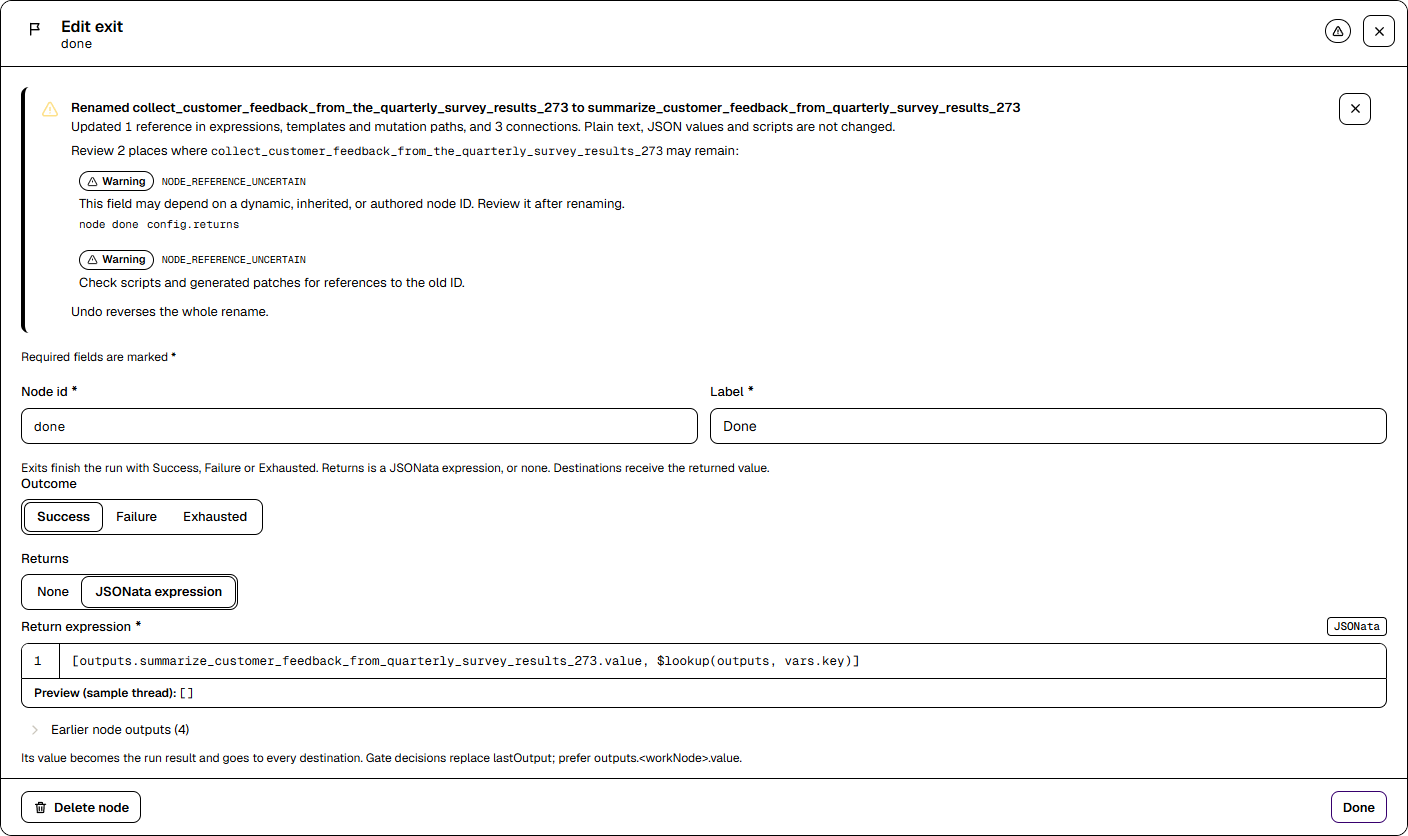 Edit exit
done
Renamed collect_customer_feedback_from_the_quarterly_survey_results_273 to summarize_customer_feedback_from_quarterly_survey_results_273
Updated 1 reference in expressions, templates and mutation paths, and 3 connections. Plain text, JSON values and scripts are not changed.
Review 2 places where collect_customer_feedback_from_the_quarterly_survey_results_273 may remain:
Warning NODE_REFERENCE_UNCERTAIN
This field may depend on a dynamic, inherited, or authored node ID. Review it after renaming.
node done config.returns
Warning NODE_REFERENCE_UNCERTAIN
Check scripts and generated patches for references to the old ID.
Undo reverses the whole rename.
Required fields are marked *
Node id * Label *
done Done
Exits finish the run with Success, Failure or Exhausted. Returns is a JSONata expression, or none. Destinations receive the returned value.
Outcome
Success Failure Exhausted
Returns
None JSONata expression
Return expression * JSONata
1 [outputs.summarize_customer_feedback_from_quarterly_survey_results_273.value, $lookup(outputs, vars.key)]
Preview (sample thread): []
Earlier node outputs (4)
Its value becomes the run result and goes to every destination. Gate decisions replace lastOutput; prefer outputs.<workNode>.value.
Delete node Done